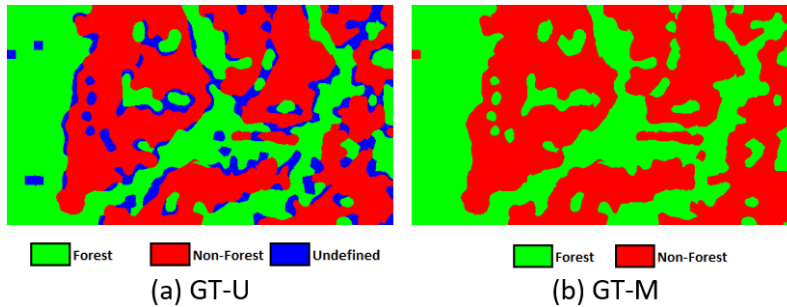 Forest Non-Forest Undefined Forest Non-Forest
(a) GT-U (b) GT-M